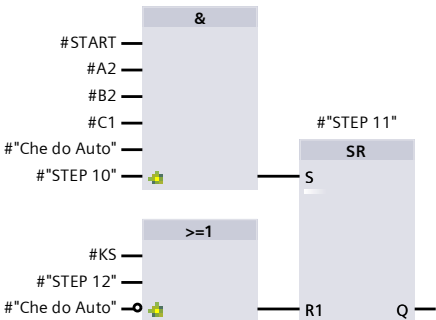 &
#START
#A2
#B2
#C1
#"Che do Auto"
#"STEP 10"
#"STEP 11"
SR
S
>=1
#KS
#"STEP 12"
#"Che do Auto"
R1 Q